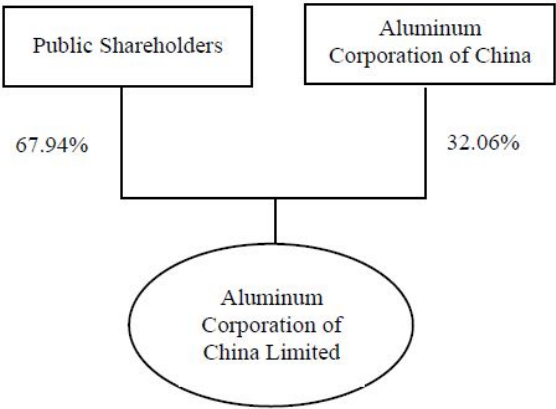 Public Shareholders
Aluminum
Corporation of China
67.94%
32.06%
Aluminum
Corporation of
China Limited